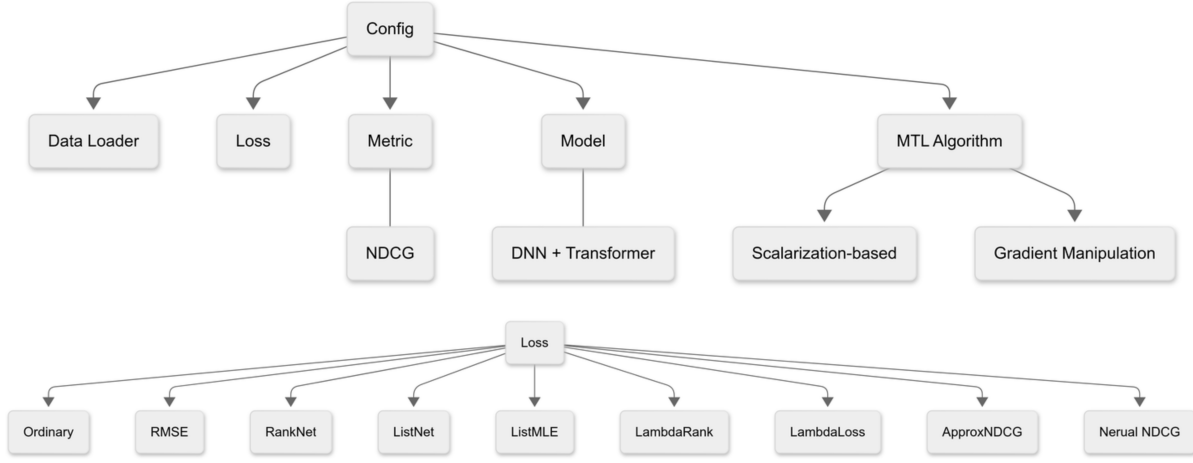 Config
Data Loader
Loss
Metric
Model
MTL Algorithm
NDCG
DNN + Transformer
Scalarization-based
Gradient Manipulation
Loss
Ordinary
RMSE
RankNet
ListNet
ListMLE
LambdaRank
LambdaLoss
ApproxNDCG
Nerual NDCG